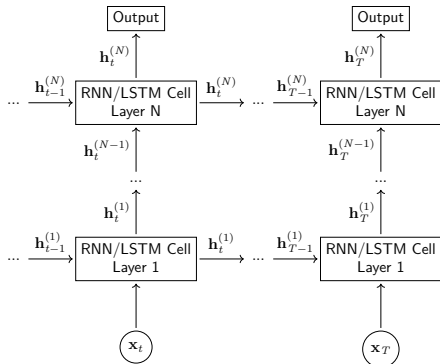 Output Output
h_t^{(N)} h_T^{(N)}
... h_{t-1}^{(N)} RNN/LSTM Cell h_t^{(N)} ... h_{T-1}^{(N)} RNN/LSTM Cell
Layer N Layer N
h_t^{(N-1)} h_T^{(N-1)}
... ...
h_t^{(1)} h_T^{(1)}
... h_{t-1}^{(1)} RNN/LSTM Cell h_t^{(1)} ... h_{T-1}^{(1)} RNN/LSTM Cell
Layer 1 Layer 1
x_t x_T